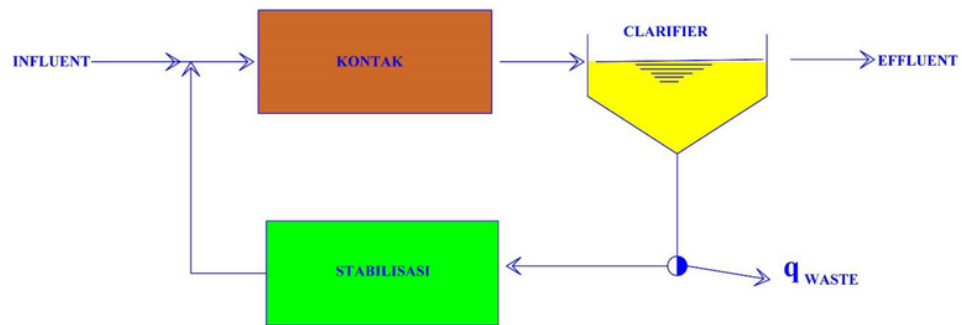 CLARIFIER
INFLUENT
KONTAK
EFFLUENT
STABILISASI
q WASTE